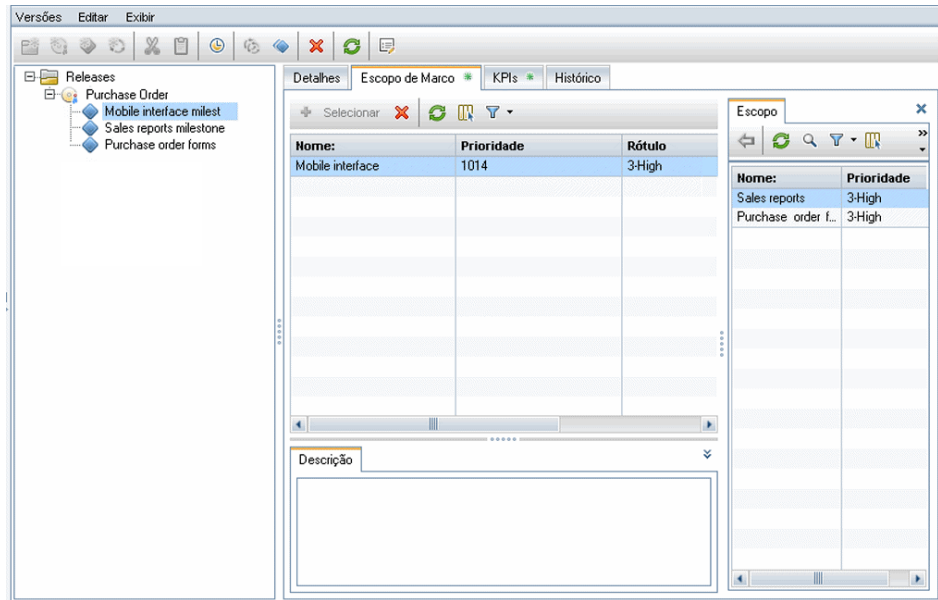 Versões Editar Exibir
Releases
Purchase Order
Mobile interface milest
Sales reports milestone
Purchase order forms
Detalhes Escopo de Marco KPIs Histórico
Selecionar
Nome: Prioridade Rótulo
Mobile interface 1014 3-High
Descrição
Escopo
Nome: Prioridade
Sales reports 3-High
Purchase order f... 3-High